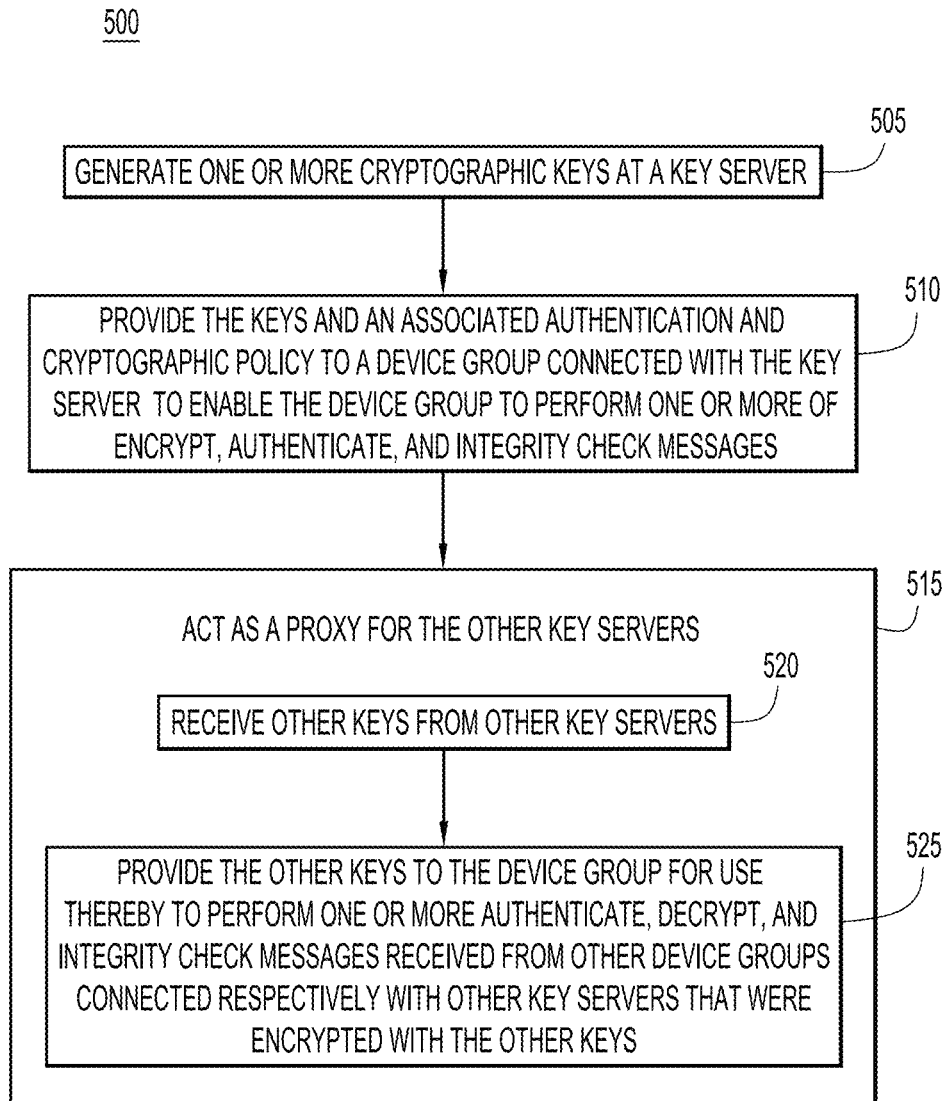 500
505
GENERATE ONE OR MORE CRYPTOGRAPHIC KEYS AT A KEY SERVER
510
PROVIDE THE KEYS AND AN ASSOCIATED AUTHENTICATION AND
CRYPTOGRAPHIC POLICY TO A DEVICE GROUP CONNECTED WITH THE KEY
SERVER TO ENABLE THE DEVICE GROUP TO PERFORM ONE OR MORE OF
ENCRYPT, AUTHENTICATE, AND INTEGRITY CHECK MESSAGES
515
ACT AS A PROXY FOR THE OTHER KEY SERVERS
520
RECEIVE OTHER KEYS FROM OTHER KEY SERVERS
525
PROVIDE THE OTHER KEYS TO THE DEVICE GROUP FOR USE
THEREBY TO PERFORM ONE OR MORE AUTHENTICATE, DECRYPT, AND
INTEGRITY CHECK MESSAGES RECEIVED FROM OTHER DEVICE GROUPS
CONNECTED RESPECTIVELY WITH OTHER KEY SERVERS THAT WERE
ENCRYPTED WITH THE OTHER KEYS